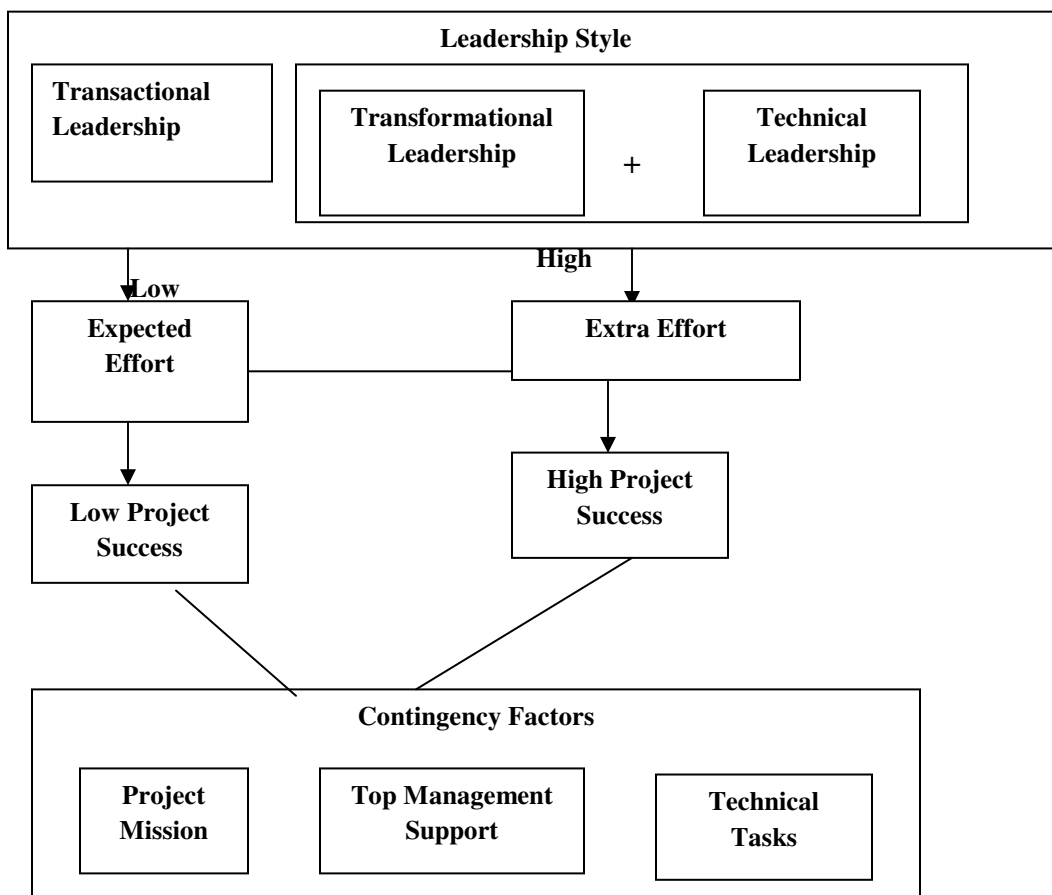 Leadership Style
Transactional
Leadership
Transformational
Leadership
+
Technical
Leadership
High
Low
Expected
Effort
Extra Effort
Low Project
Success
High Project
Success
Contingency Factors
Project
Mission
Top Management
Support
Technical
Tasks